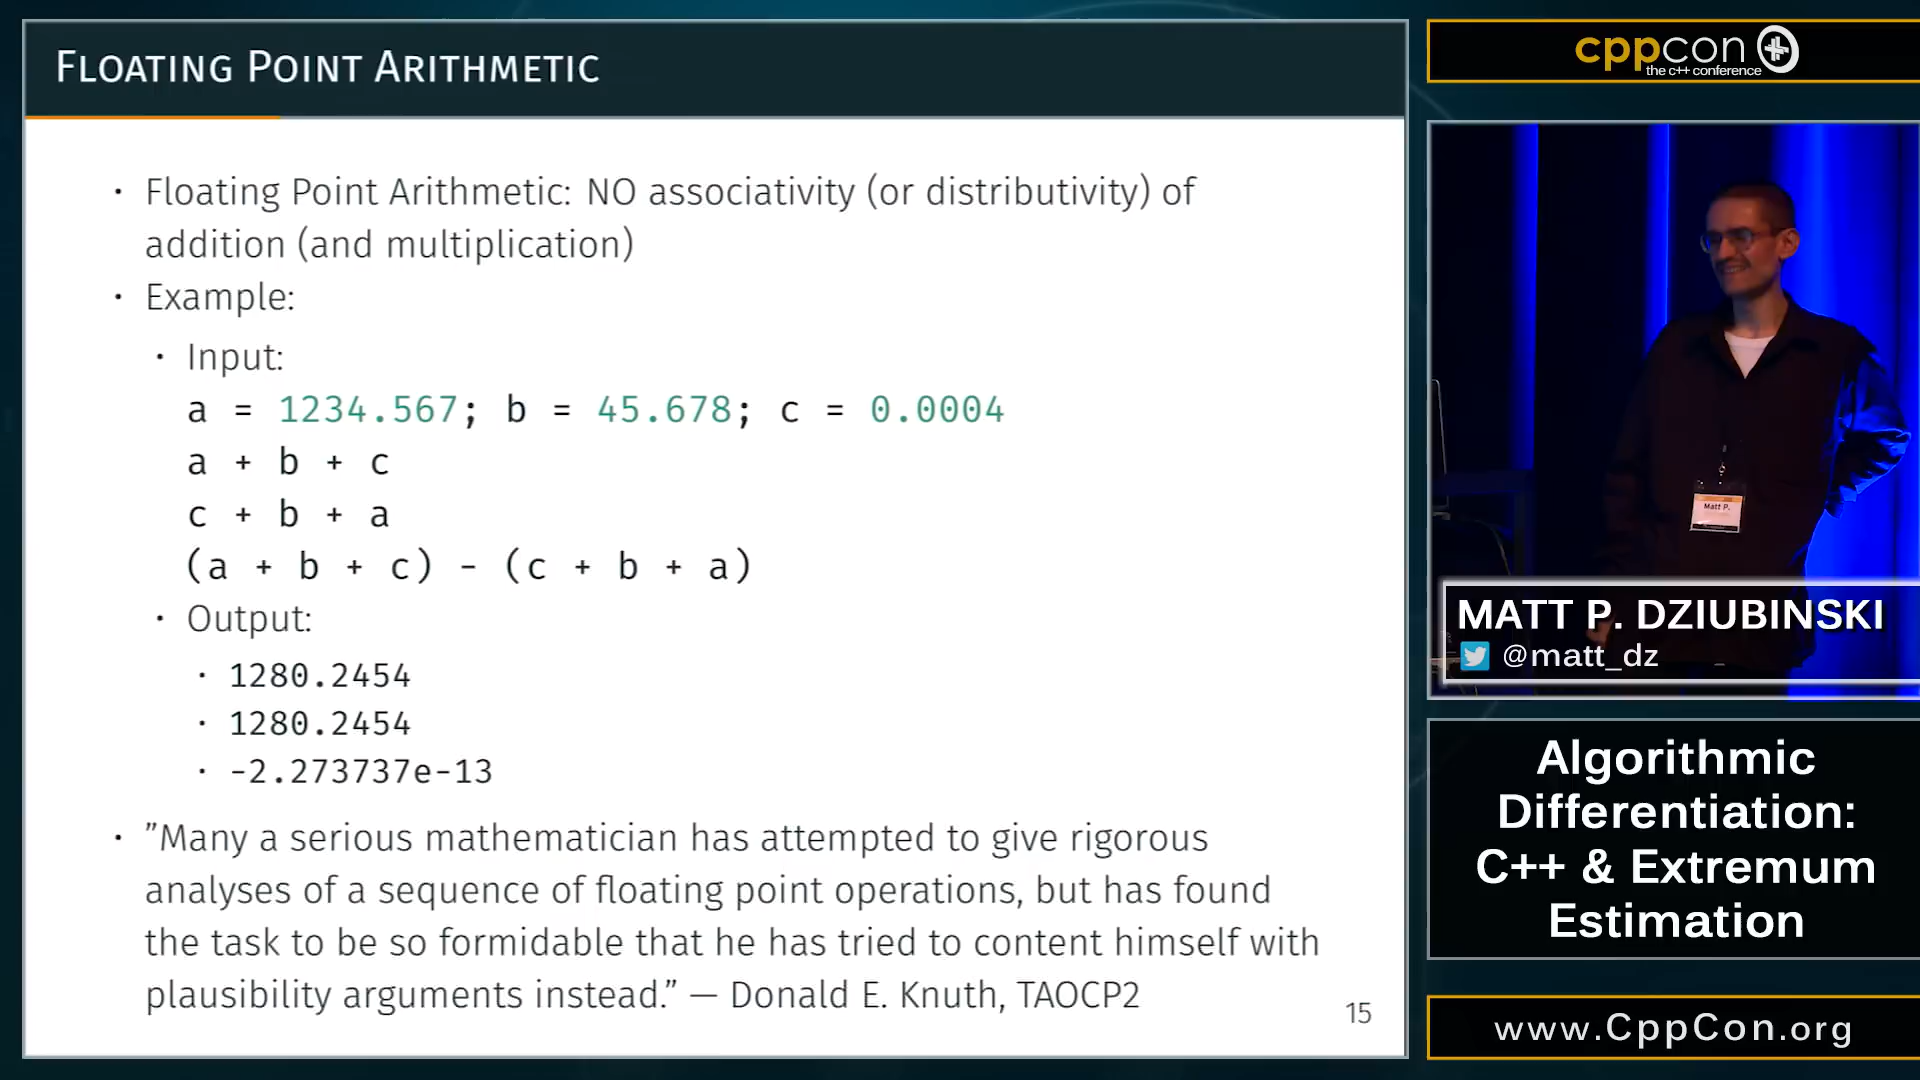 FLOATING POINT ARITHMETIC
· Floating Point Arithmetic: NO associativity (or distributivity) of
addition (and multiplication)
· Example:
· Input:
a = 1234.567; b = 45.678; c = 0.0004
a + b + c
c + b + a
(a + b + c) - (c + b + a)
· Output:
· 1280.2454
· 1280.2454
· -2.273737e-13
· ”Many a serious mathematician has attempted to give rigorous
analyses of a sequence of floating point operations, but has found
the task to be so formidable that he has tried to content himself with
plausibility arguments instead.” — Donald E. Knuth, TAOCP2
15
cppcon
the c++ conference
Matt P.
MATT P. DZIUBINSKI
@matt_dz
Algorithmic
Differentiation:
C++ & Extremum
Estimation
www.CppCon.org